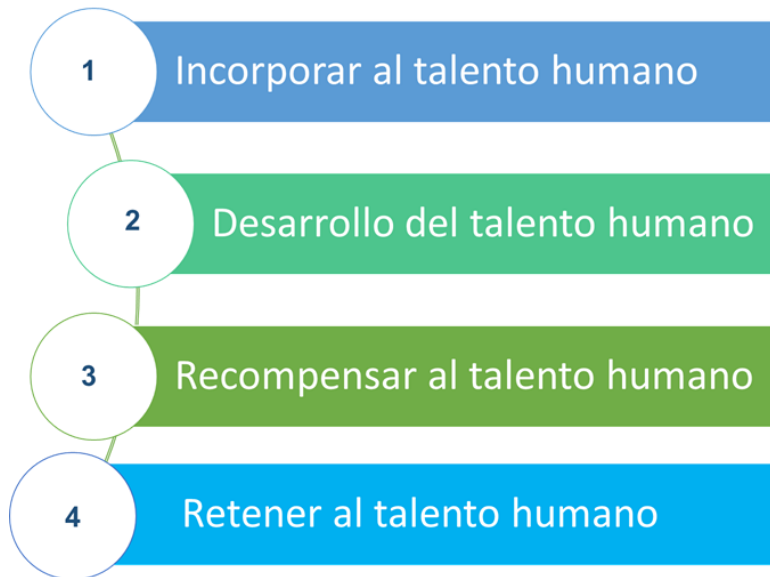 1
Incorporar al talento humano
2
Desarrollo del talento humano
3
Recompensar al talento humano
4
Retener al talento humano